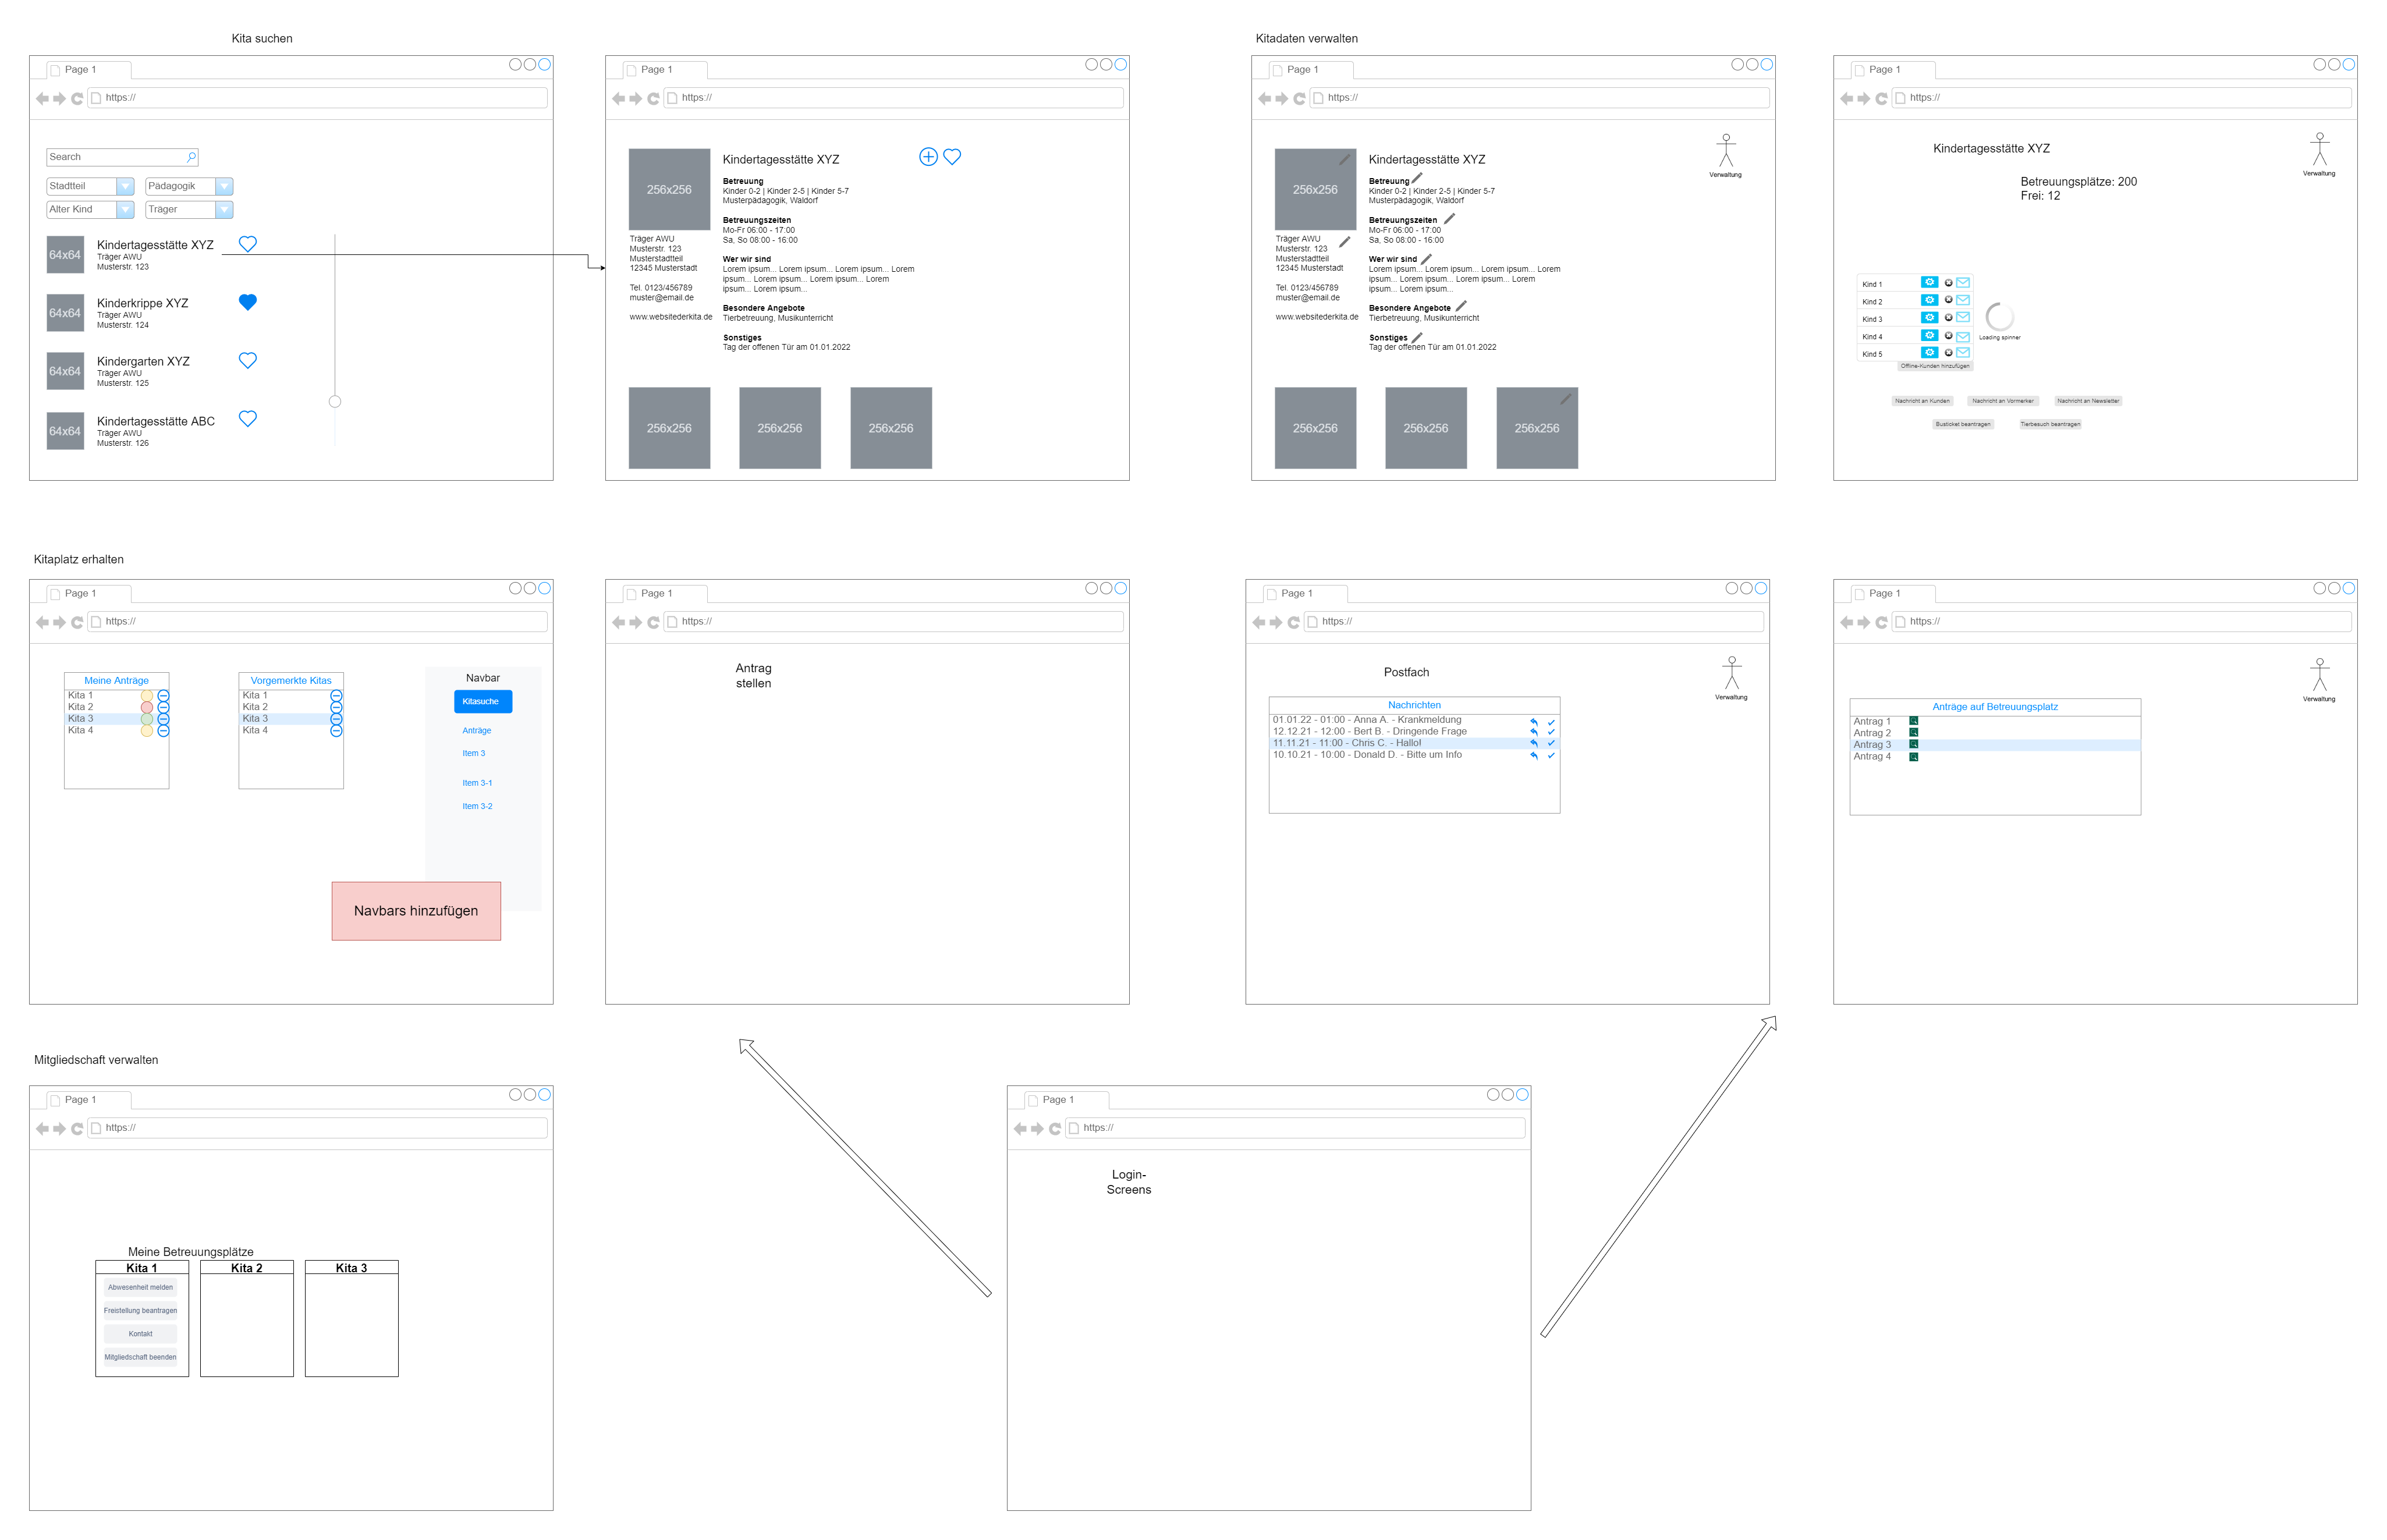 Kita suchen
Page 1
https://
Search
Stadtteil
Pädagogik
Alter Kind
Träger
64x64
Kindertagesstätte XYZ
Träger AWU
Musterstr. 123
64x64
Kinderkrippe XYZ
Träger AWU
Musterstr. 124
64x64
Kindergarten XYZ
Träger AWU
Musterstr. 125
64x64
Kindertagesstätte ABC
Träger AWU
Musterstr. 126
Page 1
https://
256x256
Träger AWU
Musterstr. 123
Musterstadtteil
12345 Musterstadt
Tel. 0123/456789
muster@email.de
www.websitederkita.de
Kindertagesstätte XYZ
Betreuung
Kinder 0-2 | Kinder 2-5 | Kinder 5-7
Musterpädagogik, Waldorf
Betreuungszeiten
Mo-Fr 06:00 - 17:00
Sa, So 08:00 - 16:00
Wer wir sind
Lorem ipsum... Lorem ipsum... Lorem ipsum... Lorem
ipsum... Lorem ipsum... Lorem ipsum... Lorem
ipsum... Lorem ipsum...
Besondere Angebote
Tierbetreuung, Musikunterricht
Sonstiges
Tag der offenen Tür am 01.01.2022
256x256
256x256
256x256
Kitadaten verwalten
Page 1
https://
256x256
Träger AWU
Musterstr. 123
Musterstadtteil
12345 Musterstadt
Tel. 0123/456789
muster@email.de
www.websitederkita.de
Kindertagesstätte XYZ
Betreuung
Kinder 0-2 | Kinder 2-5 | Kinder 5-7
Musterpädagogik, Waldorf
Betreuungszeiten
Mo-Fr 06:00 - 17:00
Sa, So 08:00 - 16:00
Wer wir sind
Lorem ipsum... Lorem ipsum... Lorem ipsum... Lorem
ipsum... Lorem ipsum... Lorem ipsum... Lorem
ipsum... Lorem ipsum...
Besondere Angebote
Tierbetreuung, Musikunterricht
Sonstiges
Tag der offenen Tür am 01.01.2022
256x256
256x256
256x256
Verwaltung
Page 1
https://
Kindertagesstätte XYZ
Verwaltung
Betreuungsplätze: 200
Frei: 12
Kind 1
Kind 2
Kind 3
Kind 4
Kind 5
Loading spinner
Offline-Kunden hinzufügen
Nachricht an Kunden
Nachricht an Vormerker
Nachricht an Newsletter
Busticket beantragen
Tierbesuch beantragen
Kitaplatz erhalten
Page 1
https://
Meine Anträge
Kita 1
Kita 2
Kita 3
Kita 4
Vorgemerkte Kitas
Kita 1
Kita 2
Kita 3
Kita 4
Navbar
Kitasuche
Anträge
Item 3
Item 3-1
Item 3-2
Navbars hinzufügen
Page 1
https://
Antrag
stellen
Page 1
https://
Postfach
Verwaltung
Nachrichten
01.01.22 - 01:00 - Anna A. - Krankmeldung
12.12.21 - 12:00 - Bert B. - Dringende Frage
11.11.21 - 11:00 - Chris C. - Hallo!
10.10.21 - 10:00 - Donald D. - Bitte um Info
Page 1
https://
Verwaltung
Anträge auf Betreuungsplatz
Antrag 1
Antrag 2
Antrag 3
Antrag 4
Mitgliedschaft verwalten
Page 1
https://
Meine Betreuungsplätze
Kita 1
Abwesenheit melden
Freistellung beantragen
Kontakt
Mitgliedschaft beenden
Kita 2
Kita 3
Page 1
https://
Login-
Screens